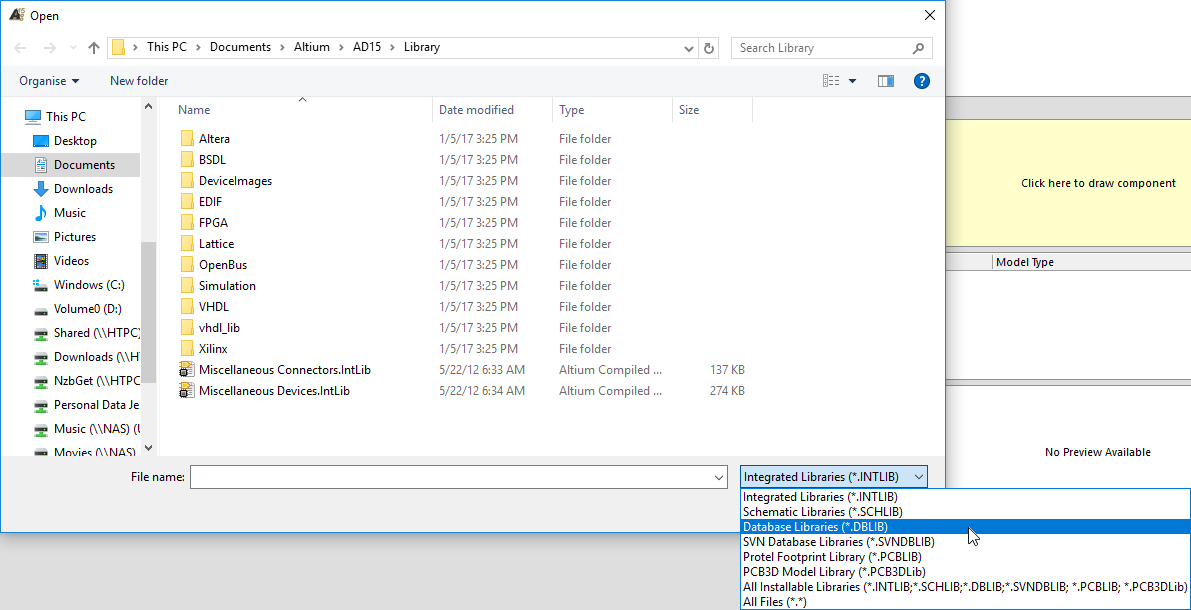 Open
This PC > Documents > Altium > AD15 > Library
Search Library
Organise
New folder
This PC
Desktop
Documents
Downloads
Music
Pictures
Videos
Windows (C:)
Volume0 (D:)
Shared (\\HTPC)
Downloads (\\H
NzbGet (\\HTPC
Personal Data Je
Music (\\NAS) (
Movies (\\NAS)
Name Date modified Type Size
Altera 1/5/17 3:25 PM File folder
BSDL 1/5/17 3:25 PM File folder
DeviceImages 1/5/17 3:25 PM File folder
EDIF 1/5/17 3:25 PM File folder
FPGA 1/5/17 3:25 PM File folder
Lattice 1/5/17 3:25 PM File folder
OpenBus 1/5/17 3:25 PM File folder
Simulation 1/5/17 3:25 PM File folder
VHDL 1/5/17 3:25 PM File folder
vhdl_lib 1/5/17 3:25 PM File folder
Xilinx 1/5/17 3:25 PM File folder
Miscellaneous Connectors.IntLib 5/22/12 6:33 AM Altium Compiled ... 137 KB
Miscellaneous Devices.IntLib 5/22/12 6:34 AM Altium Compiled ... 274 KB
Click here to draw component
Model Type
No Preview Available
File name:
Integrated Libraries (*.INTLIB)
Integrated Libraries (*.INTLIB)
Schematic Libraries (*.SCHLIB)
Database Libraries (*.DBLIB)
SVN Database Libraries (*.SVNDBLIB)
Protel Footprint Library (*.PCBLIB)
PCB3D Model Library (*.PCB3DLib)
All Installable Libraries (*.INTLIB;*.SCHLIB;*.DBLIB;*.SVNDBLIB; *.PCBLIB; *.PCB3DLib)
All Files (*.*)